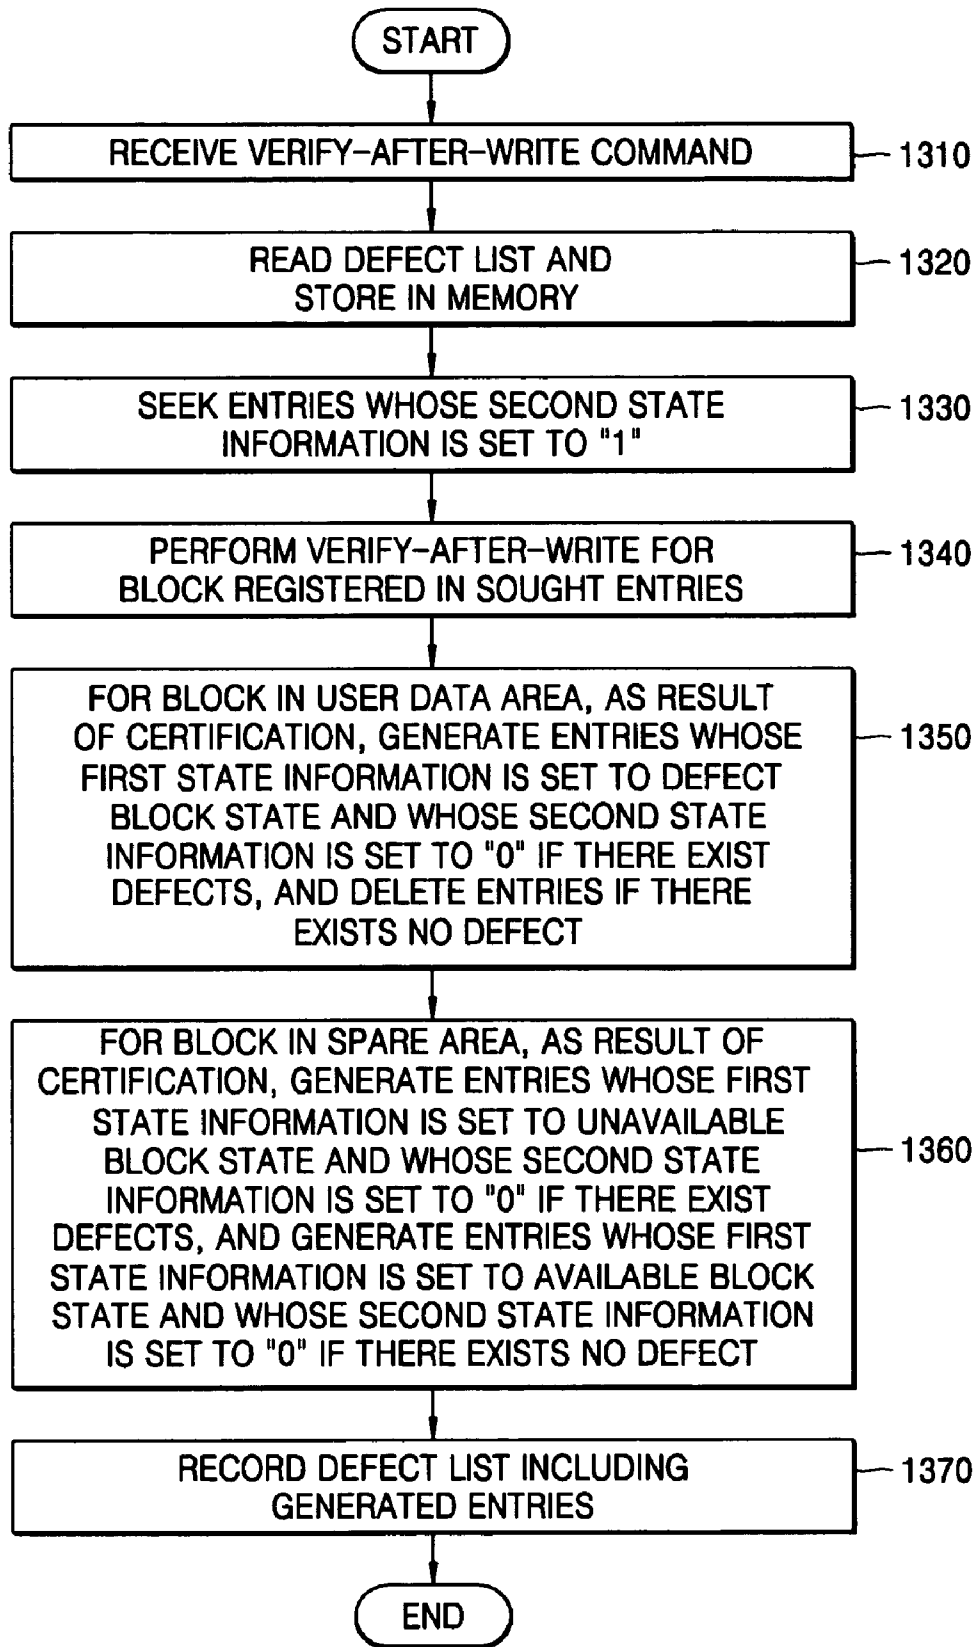 START
RECEIVE VERIFY-AFTER-WRITE COMMAND
1310
READ DEFECT LIST AND
STORE IN MEMORY
1320
SEEK ENTRIES WHOSE SECOND STATE
INFORMATION IS SET TO "1"
1330
PERFORM VERIFY-AFTER-WRITE FOR
BLOCK REGISTERED IN SOUGHT ENTRIES
1340
FOR BLOCK IN USER DATA AREA, AS RESULT
OF CERTIFICATION, GENERATE ENTRIES WHOSE
FIRST STATE INFORMATION IS SET TO DEFECT
BLOCK STATE AND WHOSE SECOND STATE
INFORMATION IS SET TO "0" IF THERE EXIST
DEFECTS, AND DELETE ENTRIES IF THERE
EXISTS NO DEFECT
1350
FOR BLOCK IN SPARE AREA, AS RESULT OF
CERTIFICATION, GENERATE ENTRIES WHOSE FIRST
STATE INFORMATION IS SET TO UNAVAILABLE
BLOCK STATE AND WHOSE SECOND STATE
INFORMATION IS SET TO "0" IF THERE EXIST
DEFECTS, AND GENERATE ENTRIES WHOSE FIRST
STATE INFORMATION IS SET TO AVAILABLE BLOCK
STATE AND WHOSE SECOND STATE INFORMATION
IS SET TO "0" IF THERE EXISTS NO DEFECT
1360
RECORD DEFECT LIST INCLUDING
GENERATED ENTRIES
1370
END